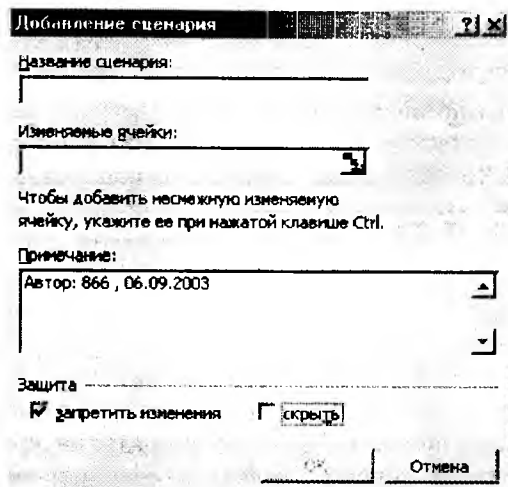 Добавление сценария
Название сценария:
Изменяемые ячейки:
Чтобы добавить несмежную изменяемую
ячейку, укажите ее при нажатой клавише Ctrl.
Примечание:
Автор: 866 , 06.09.2003
Защита
запретить изменения скрыть
OK Отмена